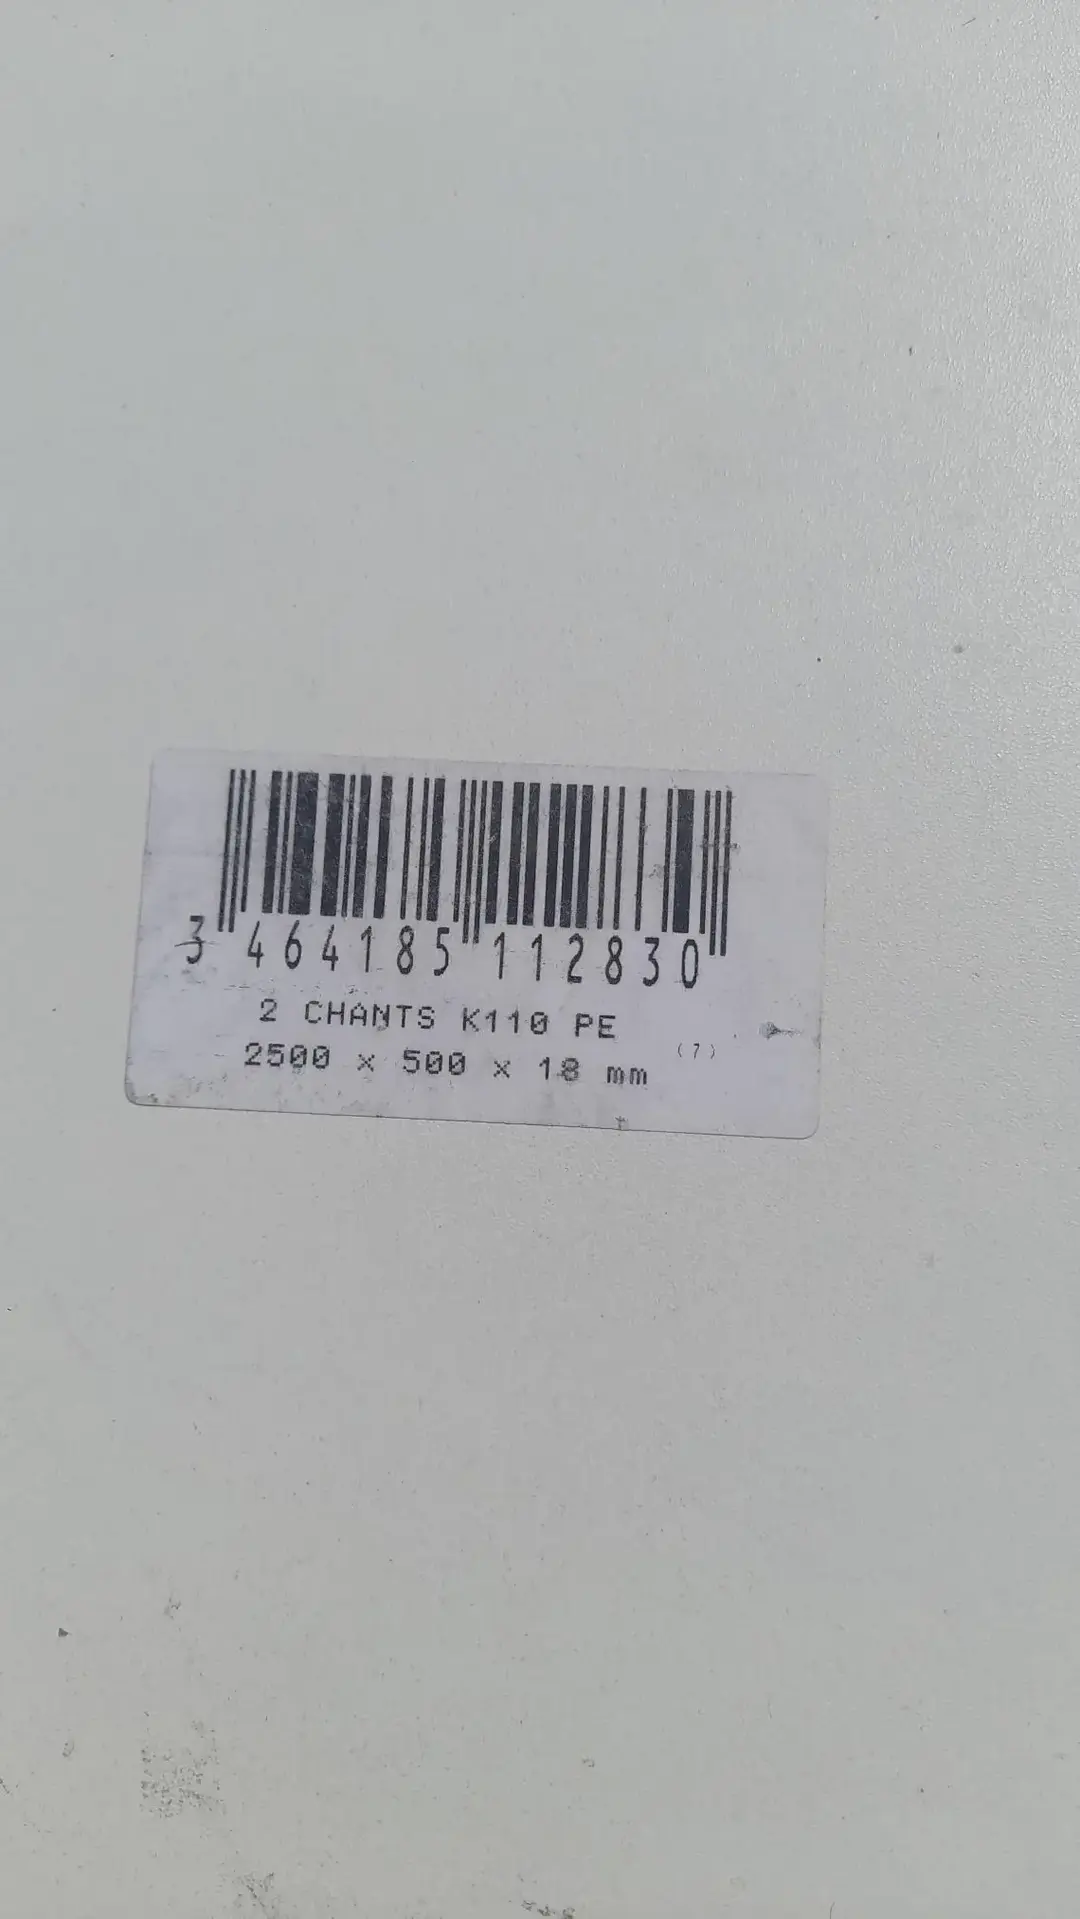 3 464185 112830
2 CHANTS K110 PE
2500 x 500 x 18 mm (7)